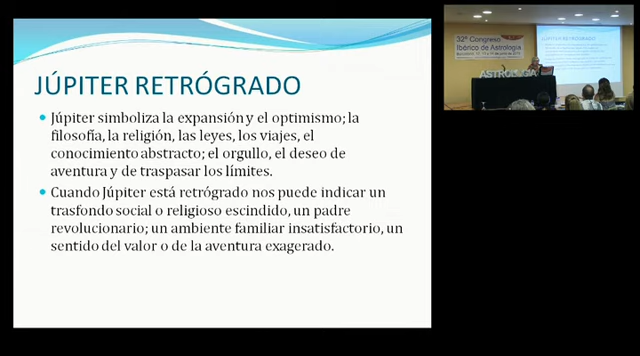 JÚPITER RETRÓGRADO
Júpiter simboliza la expansión y el optimismo; la
filosofía, la religión, las leyes, los viajes, el
conocimiento abstracto; el orgullo, el deseo de
aventura y de traspasar los límites.
Cuando Júpiter está retrógrado nos puede indicar un
trasfondo social o religioso escindido, un padre
revolucionario; un ambiente familiar insatisfactorio, un
sentido del valor o de la aventura exagerado.
32º Congreso
Ibérico de Astrología
JÚPITER RETRÓGRADO
ASTROLOGIA